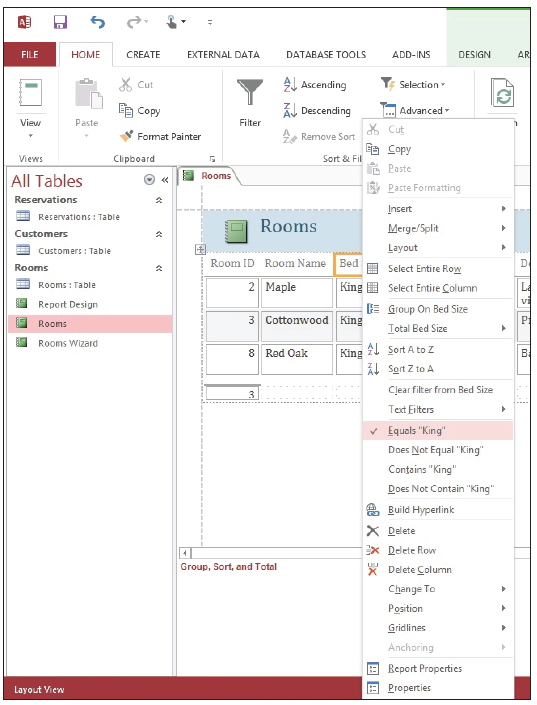 FILE HOME CREATE EXTERNAL DATA DATABASE TOOLS ADD-INS DESIGN AR
View
Views
Paste
Cut
Copy
Format Painter
Clipboard
Filter
Ascending
Descending
Remove Sort
Selection
Advanced
Sort & Fil
All Tables
Reservations
Reservations : Table
Customers
Customers : Table
Rooms
Rooms : Table
Report Design
Rooms
Rooms Wizard
Rooms
Rooms
Room ID Room Name Bed
2 Maple King
3 Cottonwood King
8 Red Oak King
3
Group, Sort, and Total
Cut
Copy
Paste
Paste Formatting
Insert
Merge/Split
Layout
Select Entire Row
Select Entire Column
Group On Bed Size
Total Bed Size
Sort A to Z
Sort Z to A
Clear filter from Bed Size
Text Filters
Equals "King"
Does Not Equal "King"
Contains "King"
Does Not Contain "King"
Build Hyperlink
Delete
Delete Row
Delete Column
Change To
Position
Gridlines
Anchoring
Report Properties
Properties
Layout View